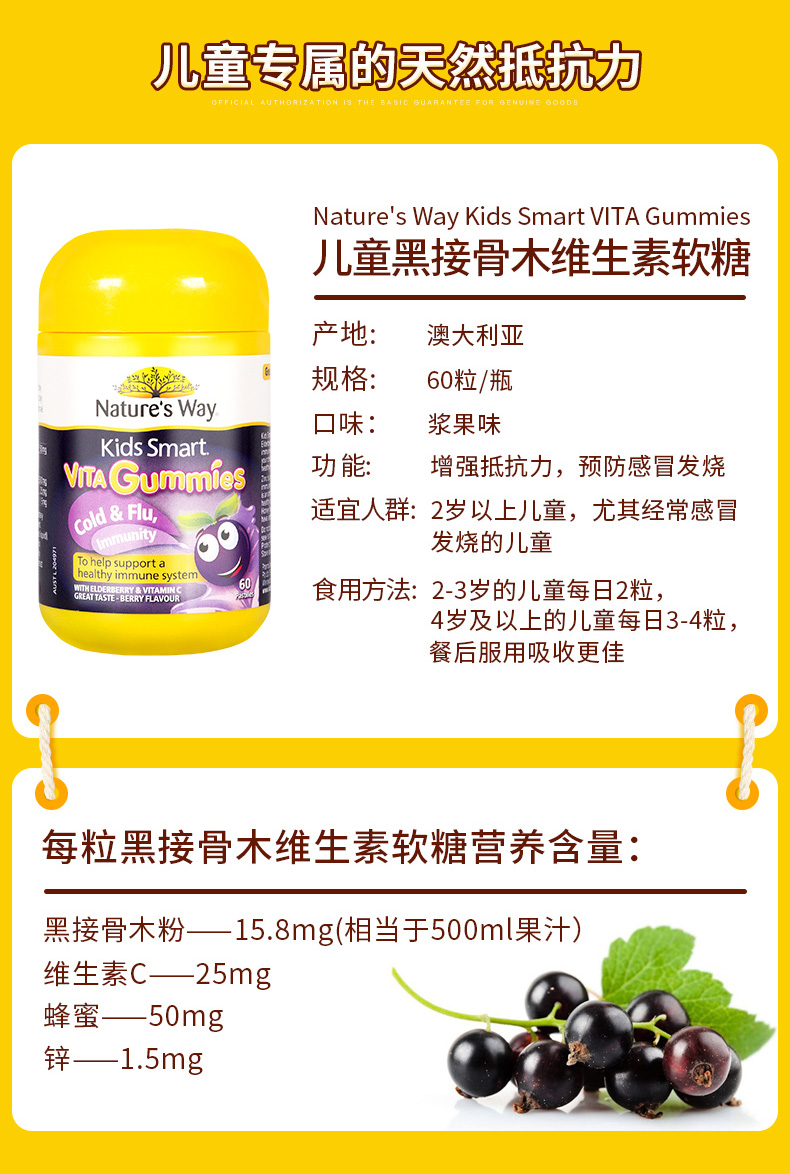 儿童专属的天然抵抗力
OFFICIAL AUTHORIZATION IS THE BASIC GUARANTEE FOR GENUINE GOODS
Nature's Way Kids Smart VITA Gummies
儿童黑接骨木维生素软糖
产地: 澳大利亚
规格: 60粒/瓶
口味: 浆果味
功能: 增强抵抗力，预防感冒发烧
适宜人群: 2岁以上儿童，尤其经常感冒
发烧的儿童
食用方法: 2-3岁的儿童每日2粒，
4岁及以上的儿童每日3-4粒，
餐后服用吸收更佳
Nature's Way
Kids Smart.
VITA Gummies
Cold & Flu,
Immunity
To help support a
healthy immune system
WITH ELDERBERRY & VITAMIN C
GREAT TASTE - BERRY FLAVOUR
60
Pastilles
AUST L 204971
每粒黑接骨木维生素软糖营养含量:
黑接骨木粉——15.8mg(相当于500ml果汁)
维生素C——25mg
蜂蜜——50mg
锌——1.5mg